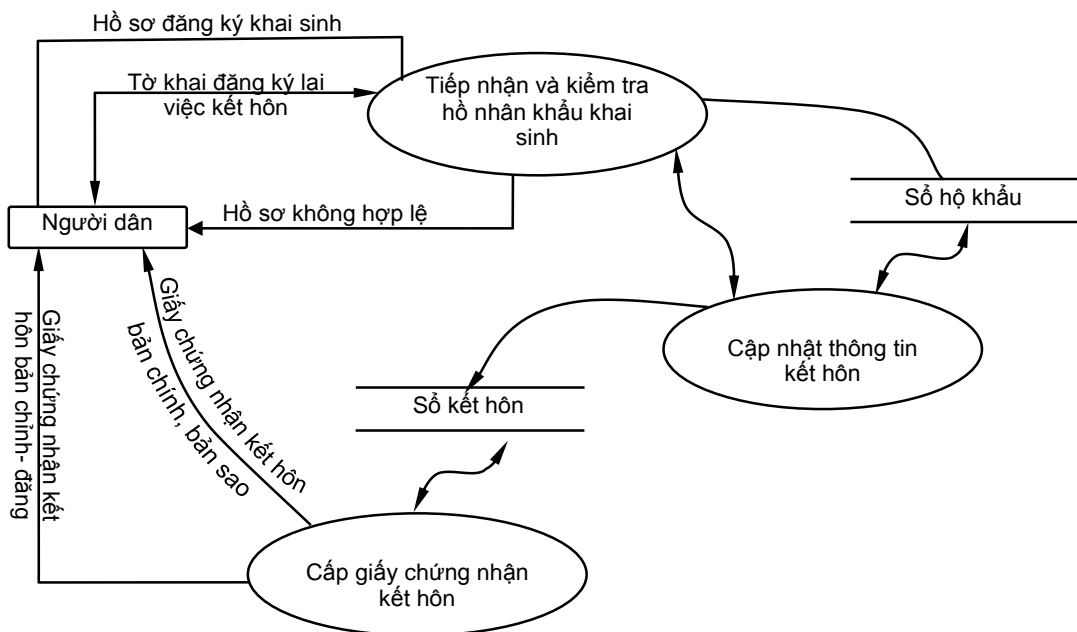 Hồ sơ đăng ký khai sinh
Tờ khai đăng ký lai
việc kết hôn
Tiếp nhận và kiểm tra
hồ nhân khẩu khai
sinh
Sổ hộ khẩu
Người dân
Hồ sơ không hợp lệ
Giấy chứng nhận kết
hôn bản chỉnh- đăng
Giấy chứng nhận kết hôn
bản chính, bản sao
Cập nhật thông tin
kết hôn
Sổ kết hôn
Cấp giấy chứng nhận
kết hôn